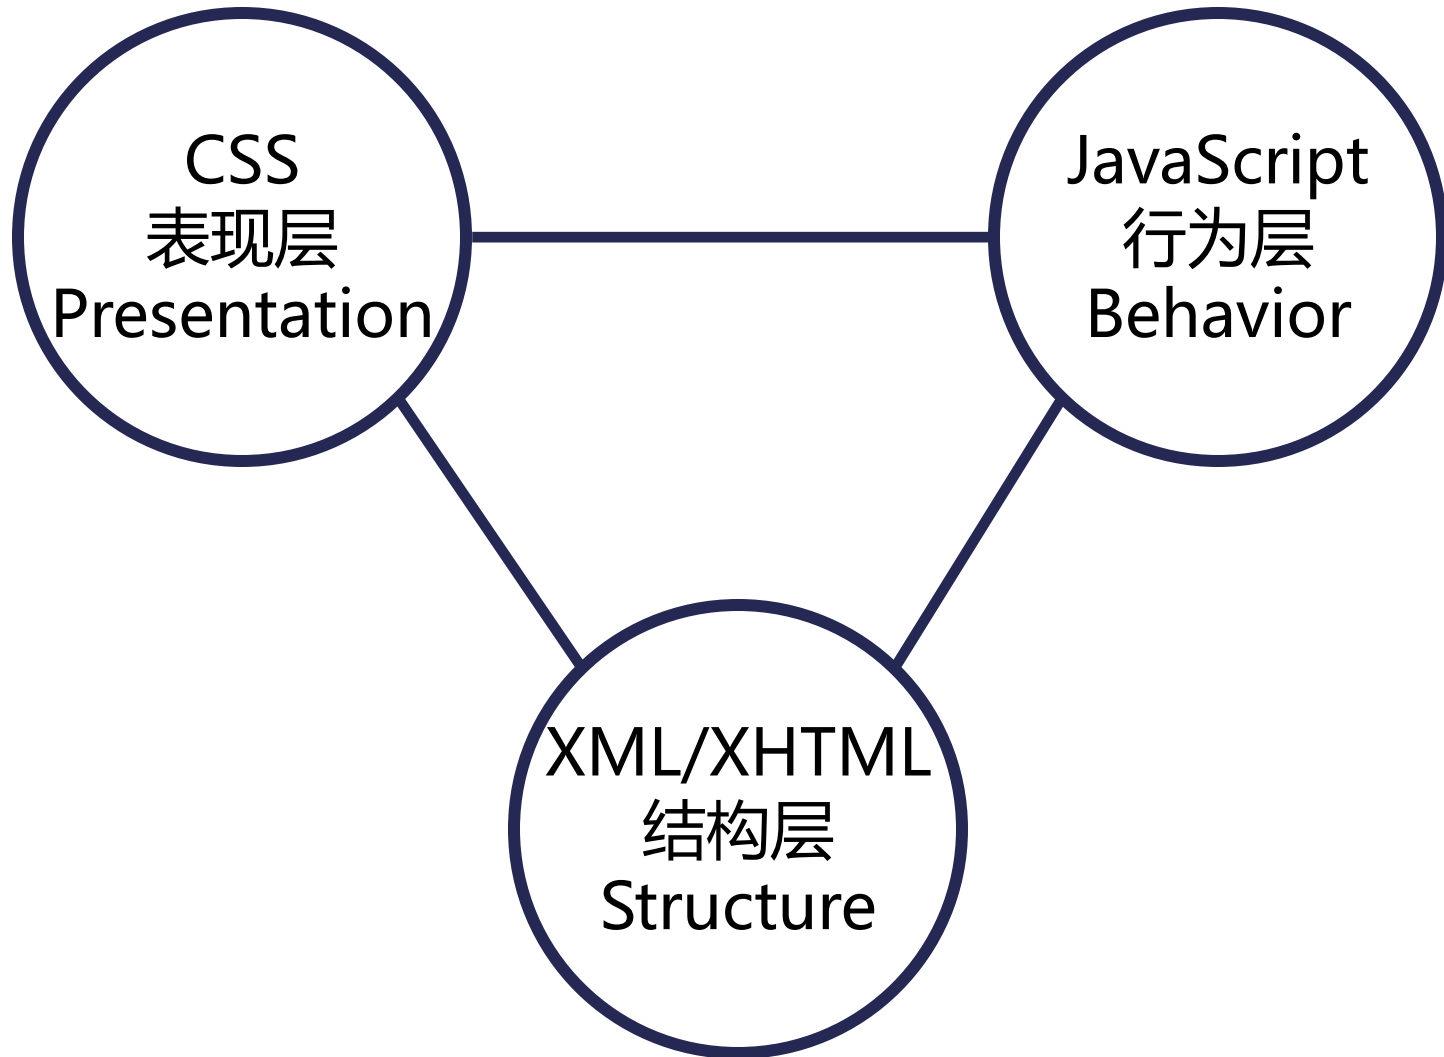 CSS
表现层
Presentation
JavaScript
行为层
Behavior
XML/XHTML
结构层
Structure